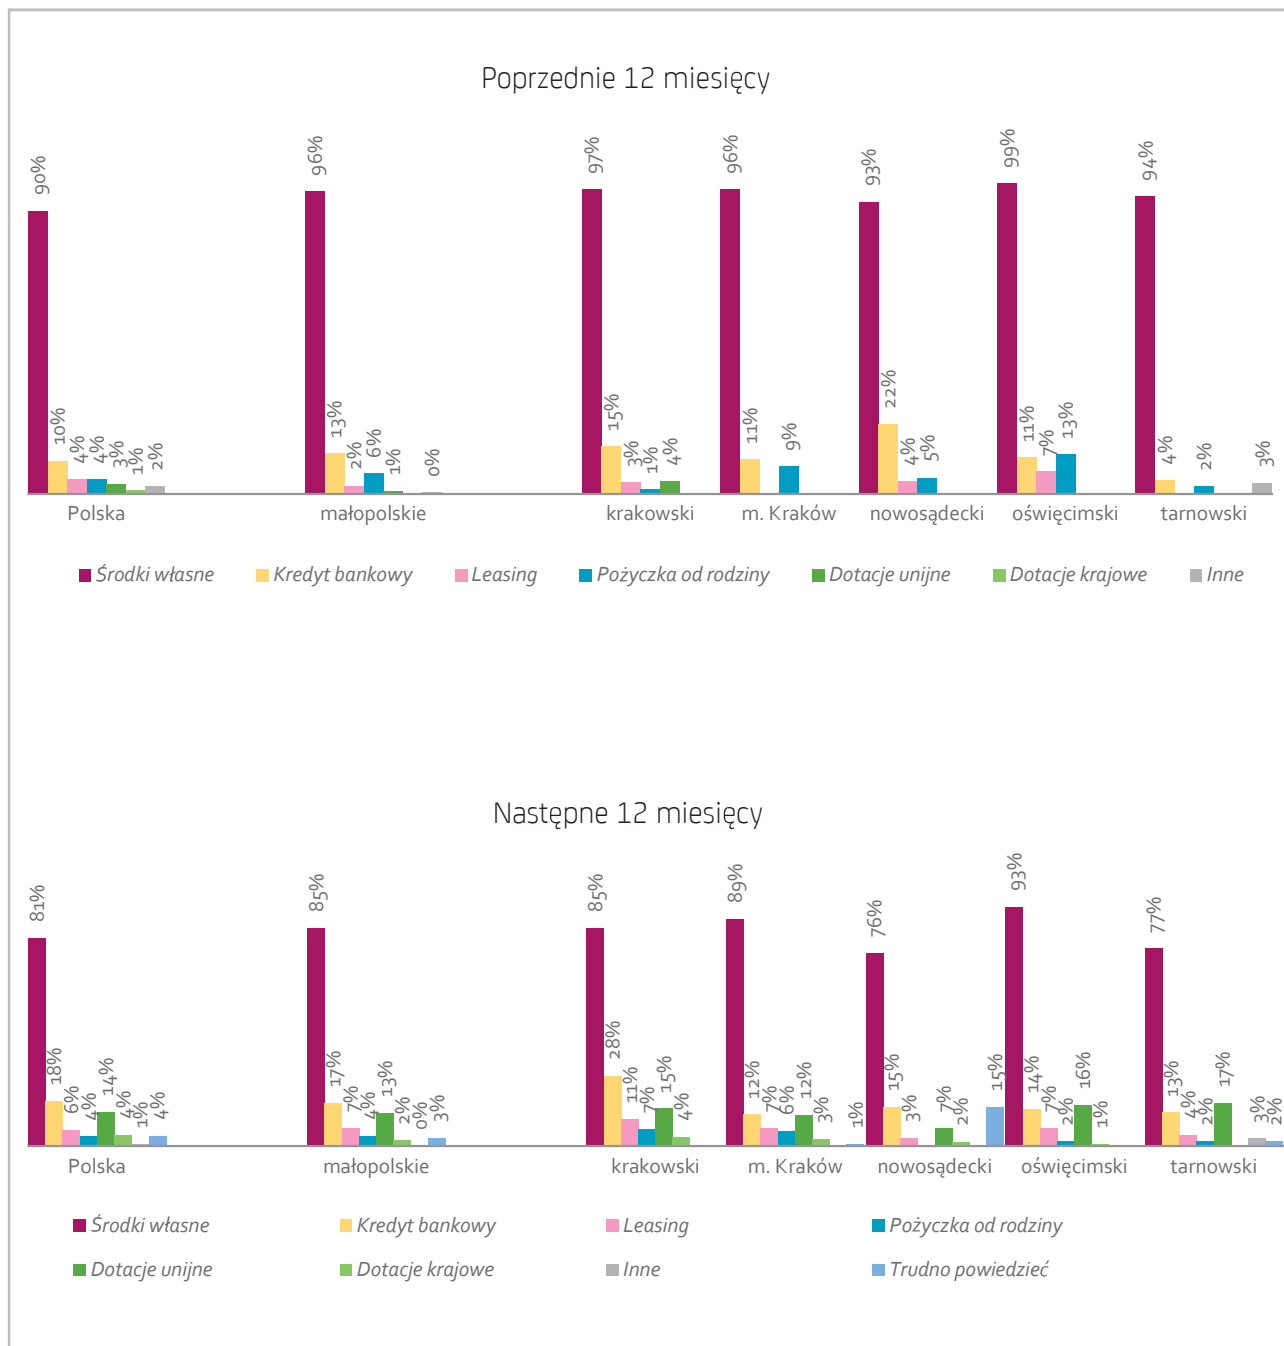 Poprzednie 12 miesięcy
90% 10% 4% 4% 3% 1% 2%
96% 13% 2% 6% 1% 0%
97% 15% 3% 1% 4%
96% 11% 9%
93% 22% 4% 5%
99% 11% 7% 13%
94% 4% 2% 3%
Polska małopolskie krakowski m. Kraków nowosądecki oświęcimski tarnowski
Środki własne Kredyt bankowy Leasing Pożyczka od rodziny Dotacje unijne Dotacje krajowe Inne
Następne 12 miesięcy
81% 18% 6% 4% 14% 4% 1% 4%
85% 17% 7% 4% 13% 2% 0% 3%
85% 28% 11% 7% 15% 4%
89% 12% 7% 6% 12% 3% 1%
76% 15% 3% 7% 2% 15%
93% 14% 7% 2% 16% 1%
77% 13% 4% 2% 17% 3% 2%
Polska małopolskie krakowski m. Kraków nowosądecki oświęcimski tarnowski
Środki własne Kredyt bankowy Leasing Pożyczka od rodziny
Dotacje unijne Dotacje krajowe Inne Trudno powiedzieć